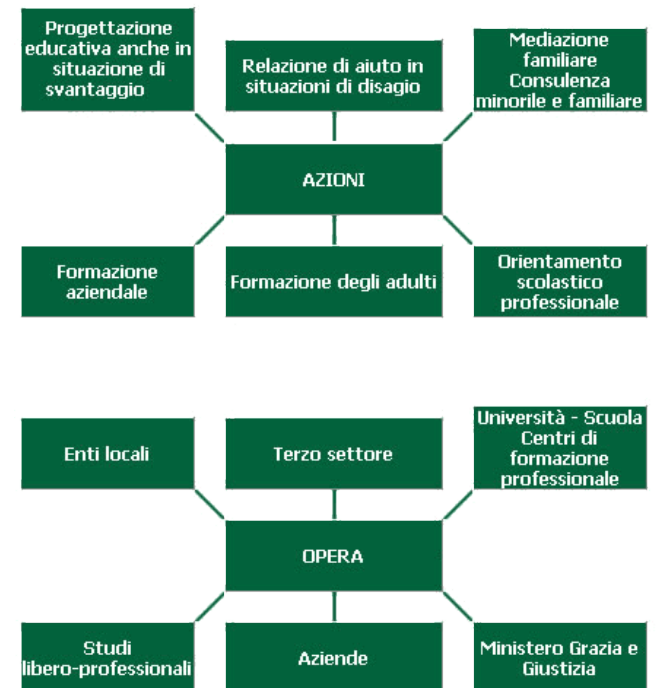 Progettazione
educativa anche in
situazione di
svantaggio
Relazione di aiuto in
situazioni di disagio
Mediazione
familiare
Consulenza
minorile e familiare
AZIONI
Formazione
aziendale
Formazione degli adulti
Orientamento
scolastico
professionale
Enti locali
Terzo settore
Università - Scuola
Centri di
formazione
professionale
OPERA
Studi
libero-professionali
Aziende
Ministero Grazia e
Giustizia